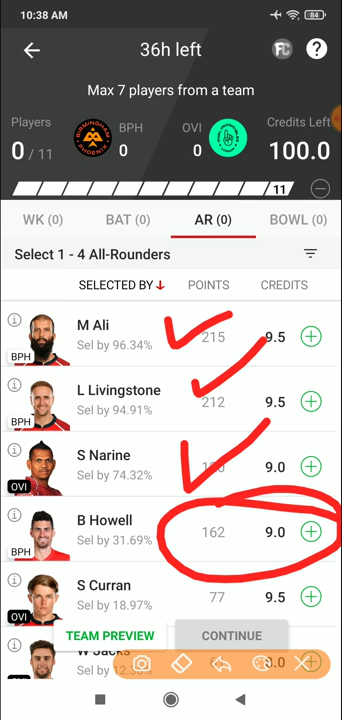 10:38 AM
84
36h left
FC
?
Max 7 players from a team
Players
BPH
OVI
Credits Left
0 / 11
0
0
100.0
BIRMINGHAM
PHOENIX
11
WK (0)
BAT (0)
AR (0)
BOWL (0)
Select 1 - 4 All-Rounders
SELECTED BY
POINTS
CREDITS
M Ali
Sel by 96.34%
215
9.5
BPH
L Livingstone
Sel by 94.91%
212
9.5
BPH
S Narine
Sel by 74.32%
9.0
OVI
B Howell
Sel by 31.69%
162
9.0
BPH
S Curran
Sel by 18.97%
77
9.5
OVI
TEAM PREVIEW
CONTINUE
W Jacks